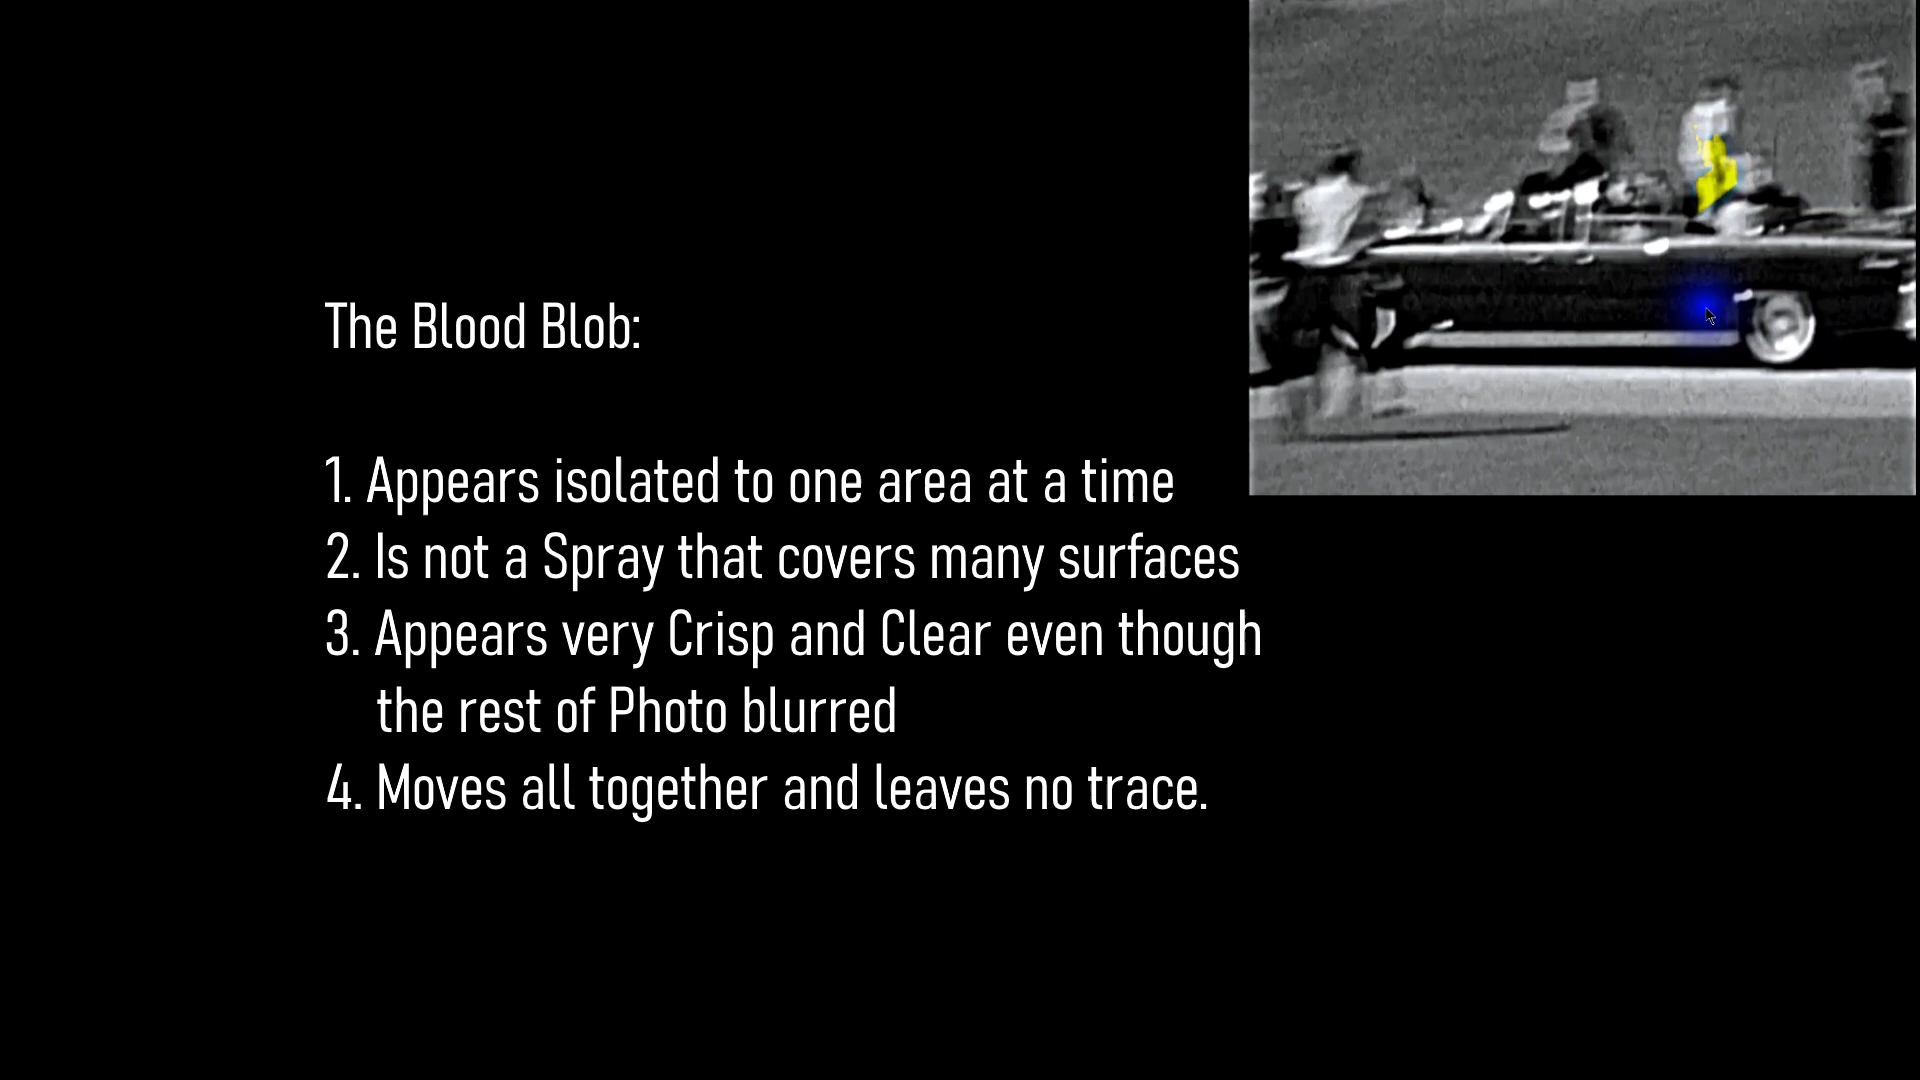 The Blood Blob:
1. Appears isolated to one area at a time
2. Is not a Spray that covers many surfaces
3. Appears very Crisp and Clear even though
the rest of Photo blurred
4. Moves all together and leaves no trace.